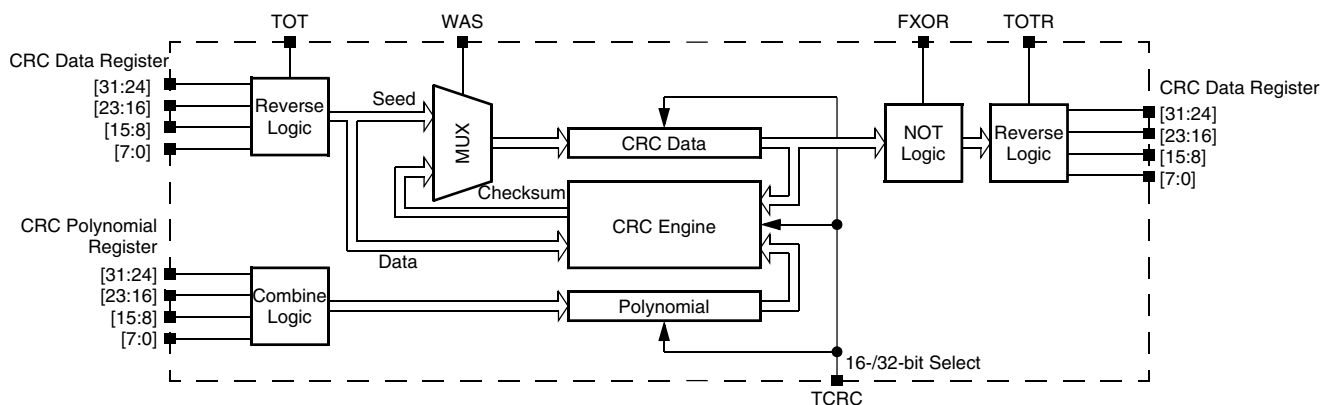 TOT
WAS
FXOR
TOTR
CRC Data Register
[31:24]
[23:16]
[15:8]
[7:0]
Reverse
Logic
Seed
MUX
CRC Data
NOT
Logic
Reverse
Logic
CRC Data Register
[31:24]
[23:16]
[15:8]
[7:0]
Checksum
CRC Engine
Data
CRC Polynomial
Register
[31:24]
[23:16]
[15:8]
[7:0]
Combine
Logic
Polynomial
16-/32-bit Select
TCRC